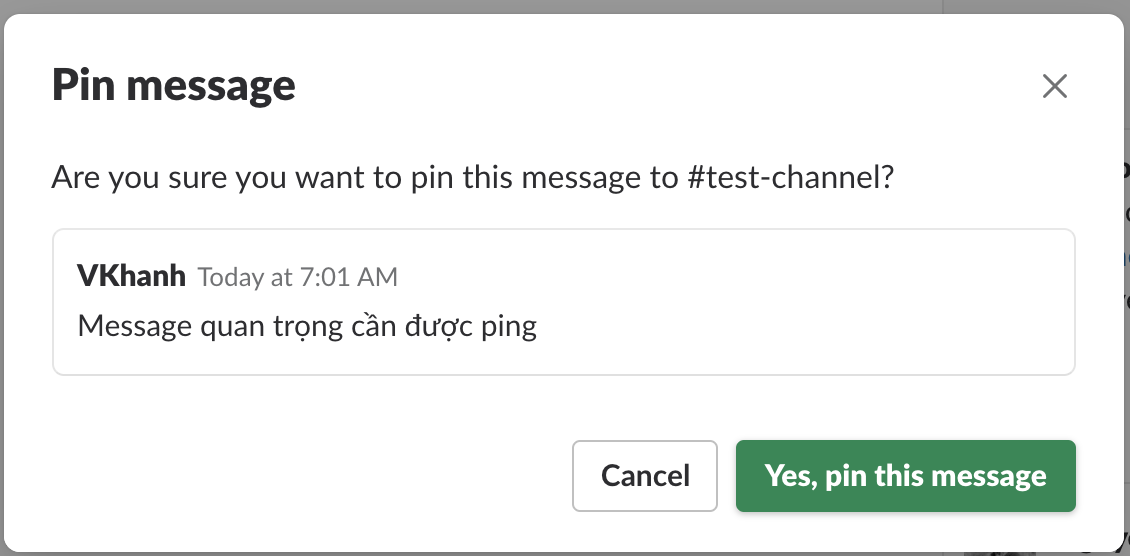 Pin message
Are you sure you want to pin this message to #test-channel?
VKhanh Today at 7:01 AM
Message quan trọng cần được ping
Cancel
Yes, pin this message